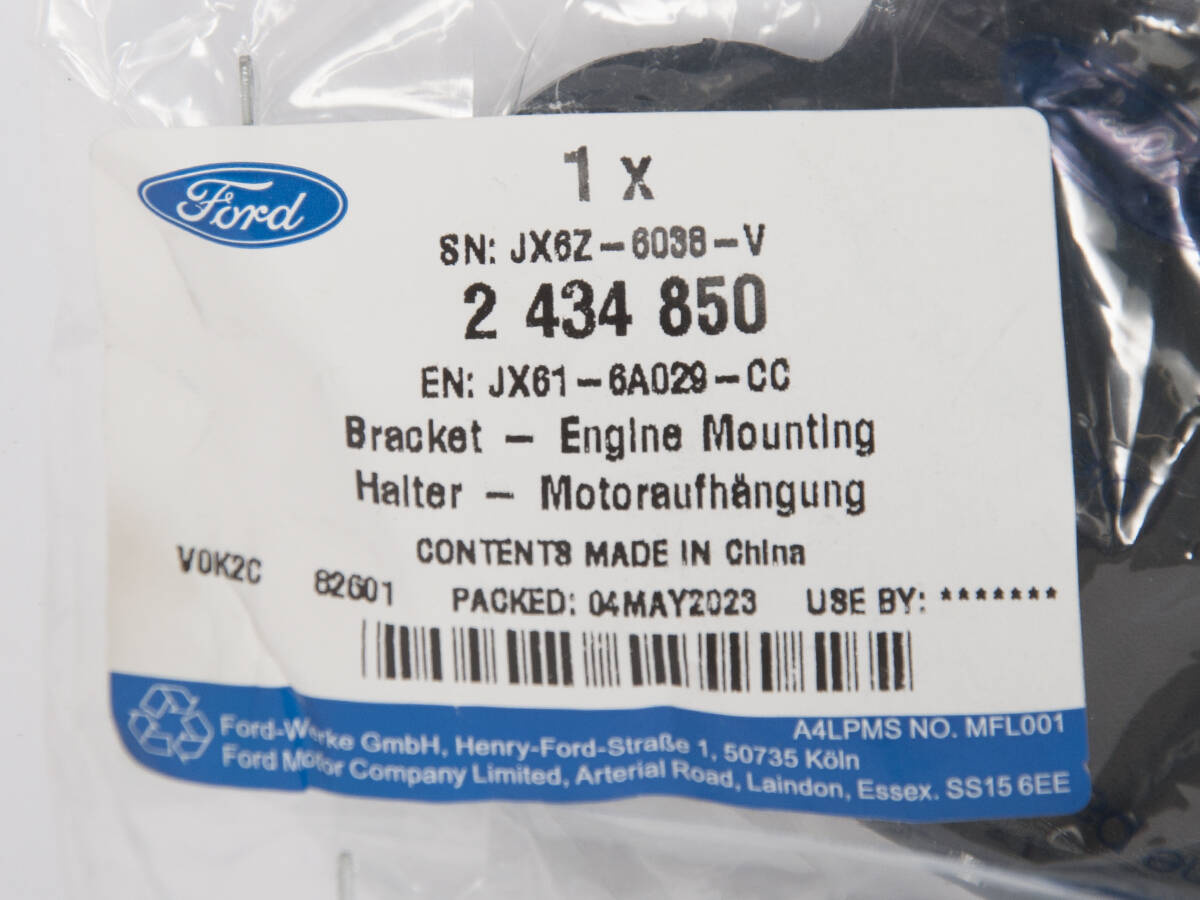 Ford
1 x
SN: JX6Z-6038-V
2 434 850
EN: JX61-6A029-CC
Bracket - Engine Mounting
Halter - Motoraufhängung
CONTENTS MADE IN China
V0K2C 82601 PACKED: 04MAY2023 USE BY: *******
A4LPMS NO. MFL001
Ford-Werke GmbH, Henry-Ford-Straße 1, 50735 Köln
Ford Motor Company Limited, Arterial Road, Laindon, Essex. SS15 6EE